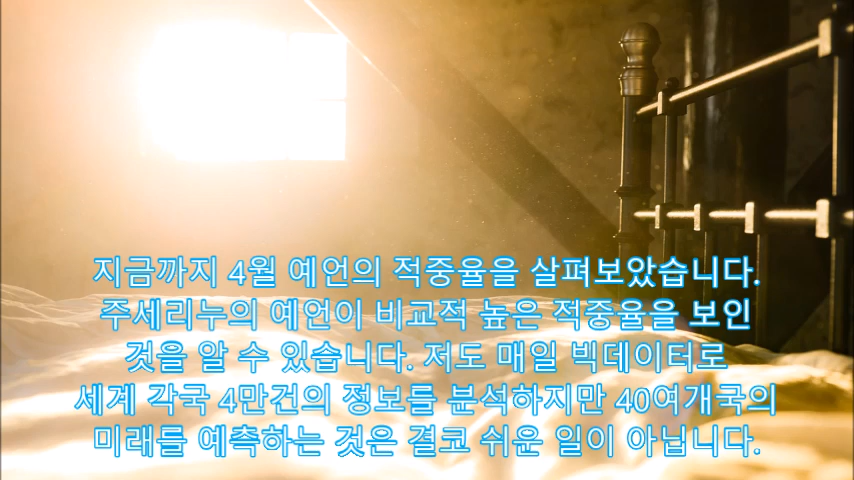 지금까지 4월 예언의 적중율을 살펴보았습니다.
주세리누의 예언이 비교적 높은 적중율을 보인
것을 알 수 있습니다. 저도 매일 빅데이터로
세계 각국 4만건의 정보를 분석하지만 40여개국의
미래를 예측하는 것은 결코 쉬운 일이 아닙니다.